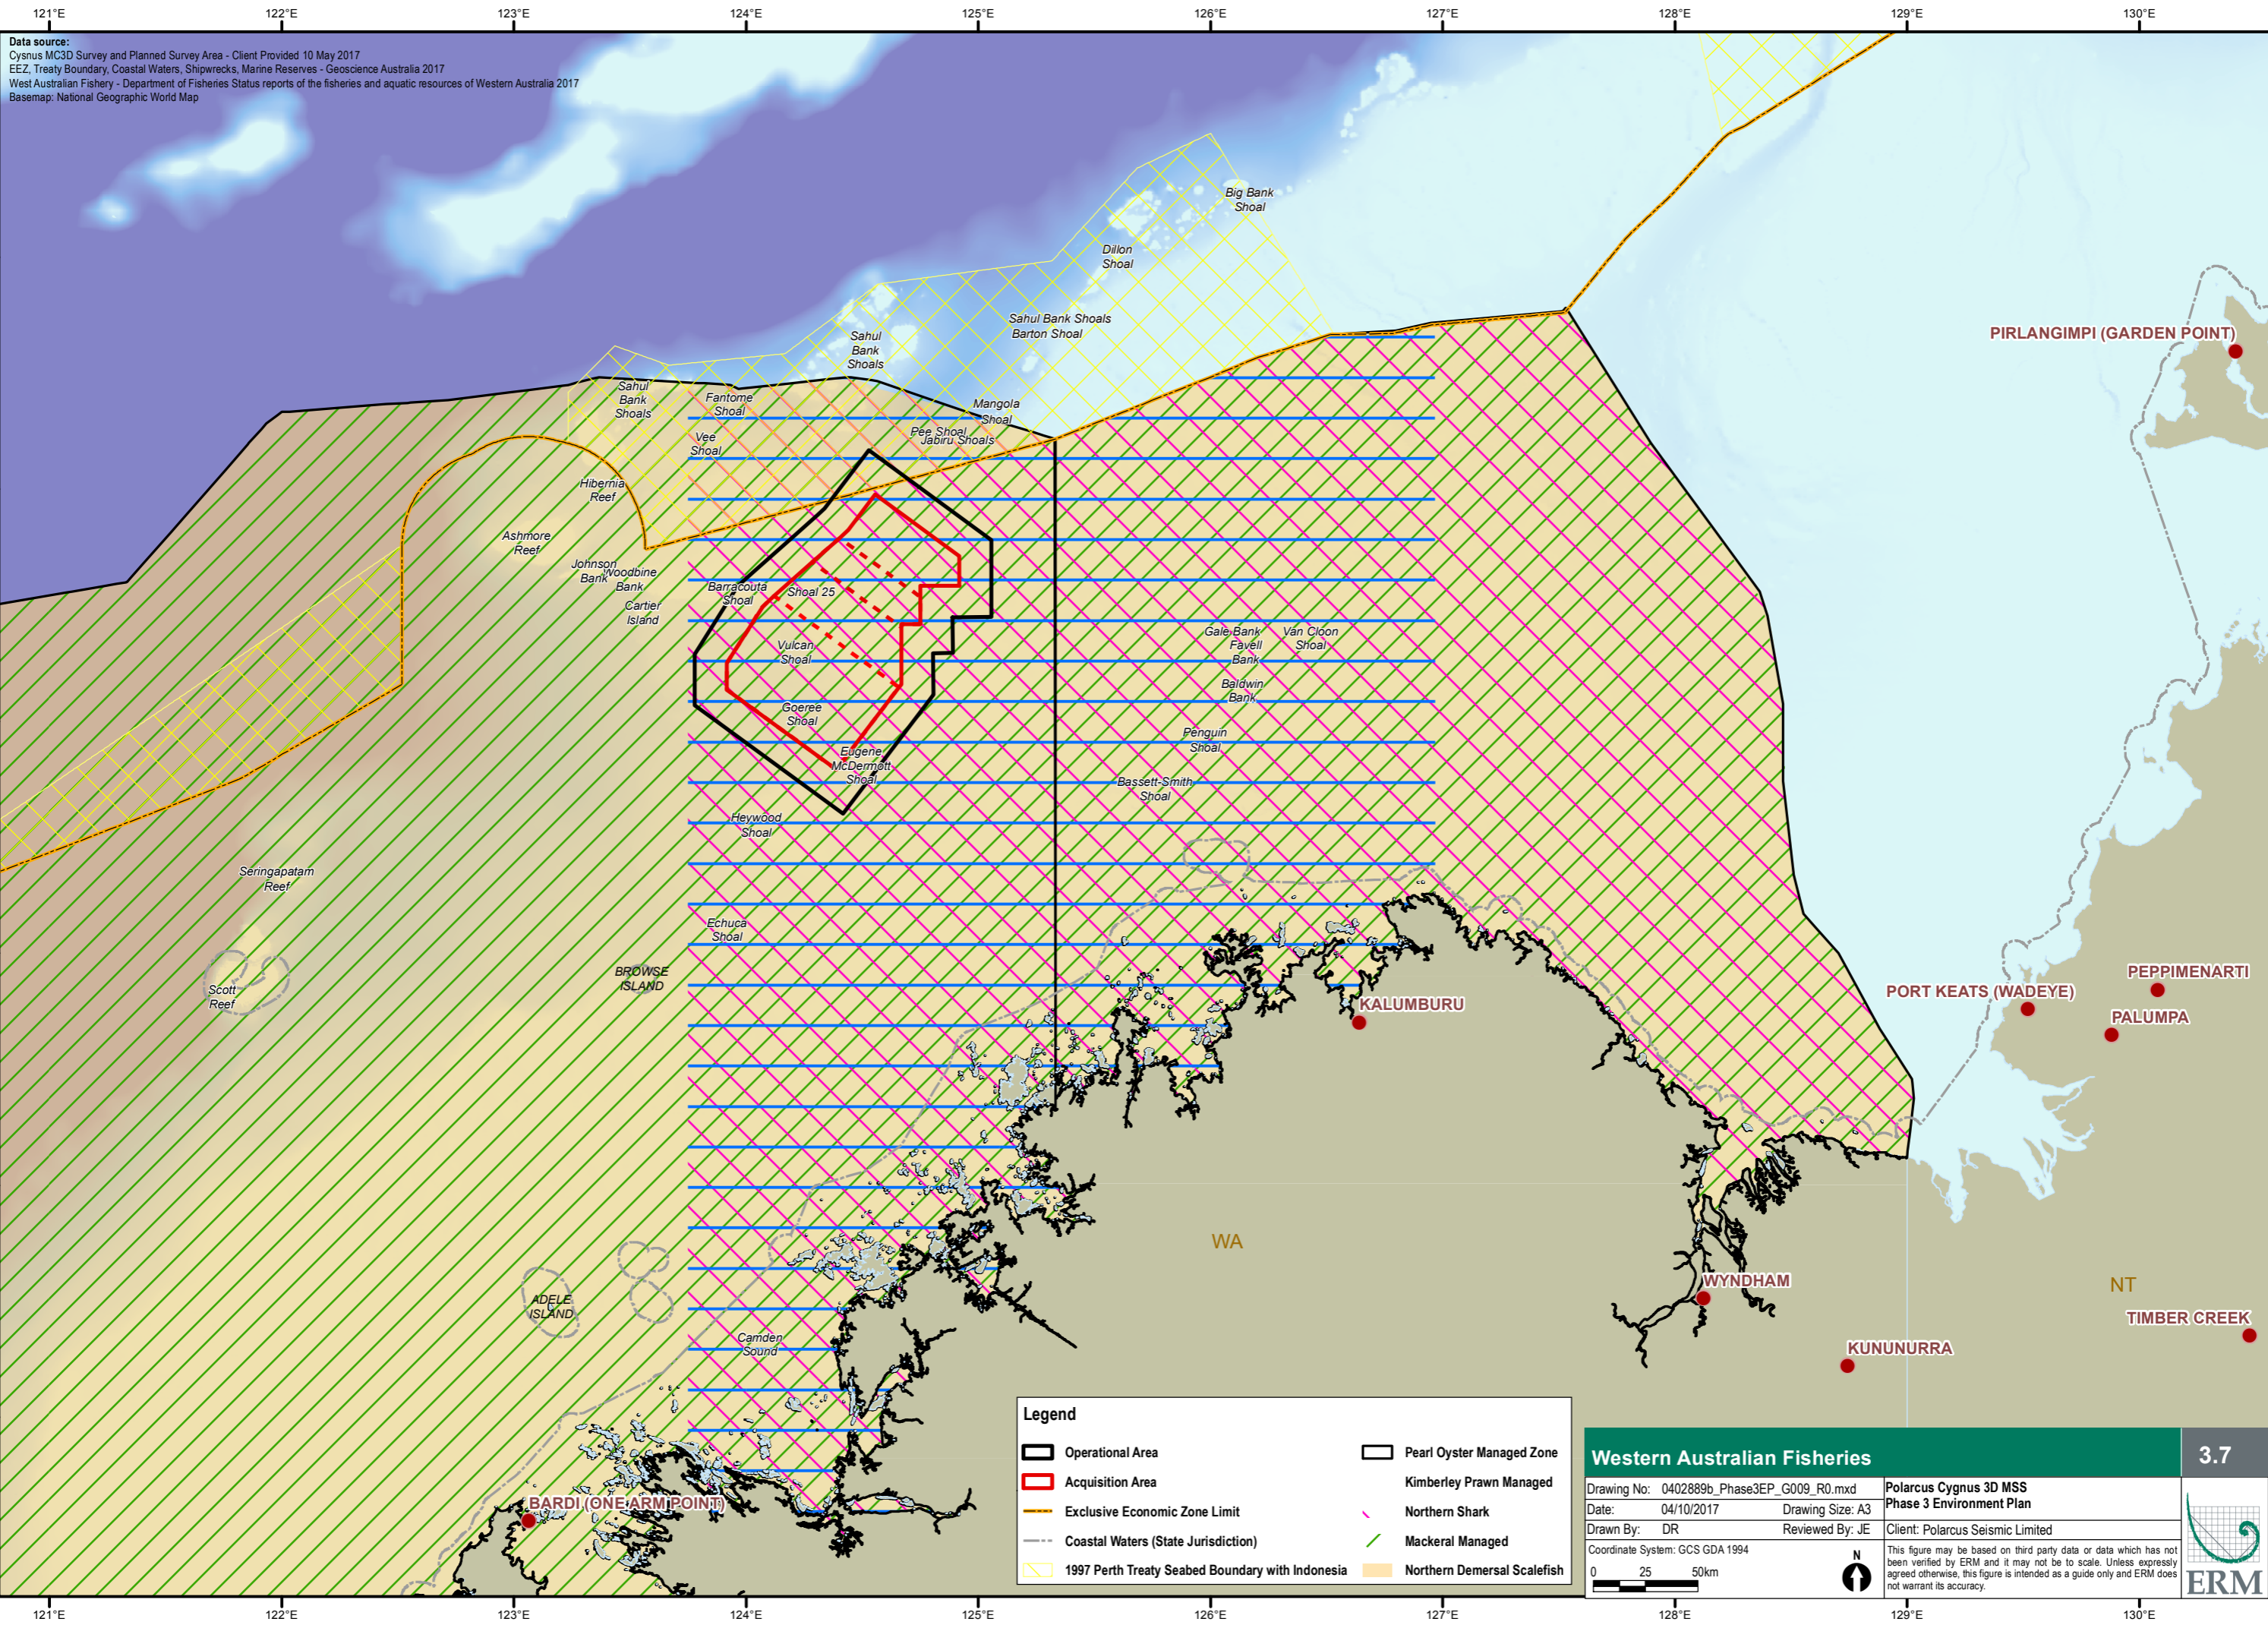 121°E 122°E 123°E 124°E 125°E 126°E 127°E 128°E 129°E 130°E
Data source:
Cysnus MC3D Survey and Planned Survey Area - Client Provided 10 May 2017
EEZ, Treaty Boundary, Coastal Waters, Shipwrecks, Marine Reserves - Geoscience Australia 2017
West Australian Fishery - Department of Fisheries Status reports of the fisheries and aquatic resources of Western Australia 2017
Basemap: National Geographic World Map
Big Bank
Shoal
Dillon
Shoal
Sahul Bank Shoals
Barton Shoal
Sahul
Bank
Shoals
PIRLANGIMPI (GARDEN POINT)
Sahul
Bank
Shoals
Fantome
Shoal
Mangola
Shoal
Vee
Shoal
Pee Shoal
Jabiru Shoals
Hibernia
Reef
Ashmore
Reef
Johnson
Bank
Woodbine
Bank
Cartier
Island
Barracouta
Shoal
Shoal 25
Vulcan
Shoal
Gale Bank
Favell
Bank
Van Cloon
Shoal
Baldwin
Bank
Goeree
Shoal
Penguin
Shoal
Eugene
McDermott
Shoal
Bassett-Smith
Shoal
Heywood
Shoal
Seringapatam
Reef
Echuca
Shoal
BROWSE
ISLAND
Scott
Reef
KALUMBURU
PEPPIMENARTI
PORT KEATS (WADEYE)
PALUMPA
WA
NT
WYNDHAM
ADELE
ISLAND
Camden
Sound
TIMBER CREEK
KUNUNURRA
BARDI (ONE ARM POINT)
Legend
Operational Area
Acquisition Area
Exclusive Economic Zone Limit
Coastal Waters (State Jurisdiction)
1997 Perth Treaty Seabed Boundary with Indonesia
Pearl Oyster Managed Zone
Kimberley Prawn Managed
Northern Shark
Mackeral Managed
Northern Demersal Scalefish
Western Australian Fisheries 3.7
Drawing No: 0402889b_Phase3EP_G009_R0.mxd
Date: 04/10/2017 Drawing Size: A3
Drawn By: DR Reviewed By: JE
Coordinate System: GCS GDA 1994
0 25 50km
N
Polarcus Cygnus 3D MSS
Phase 3 Environment Plan
Client: Polarcus Seismic Limited
This figure may be based on third party data or data which has not
been verified by ERM and it may not be to scale. Unless expressly
agreed otherwise, this figure is intended as a guide only and ERM does
not warrant its accuracy.
ERM
121°E 122°E 123°E 124°E 125°E 126°E 127°E 128°E 129°E 130°E